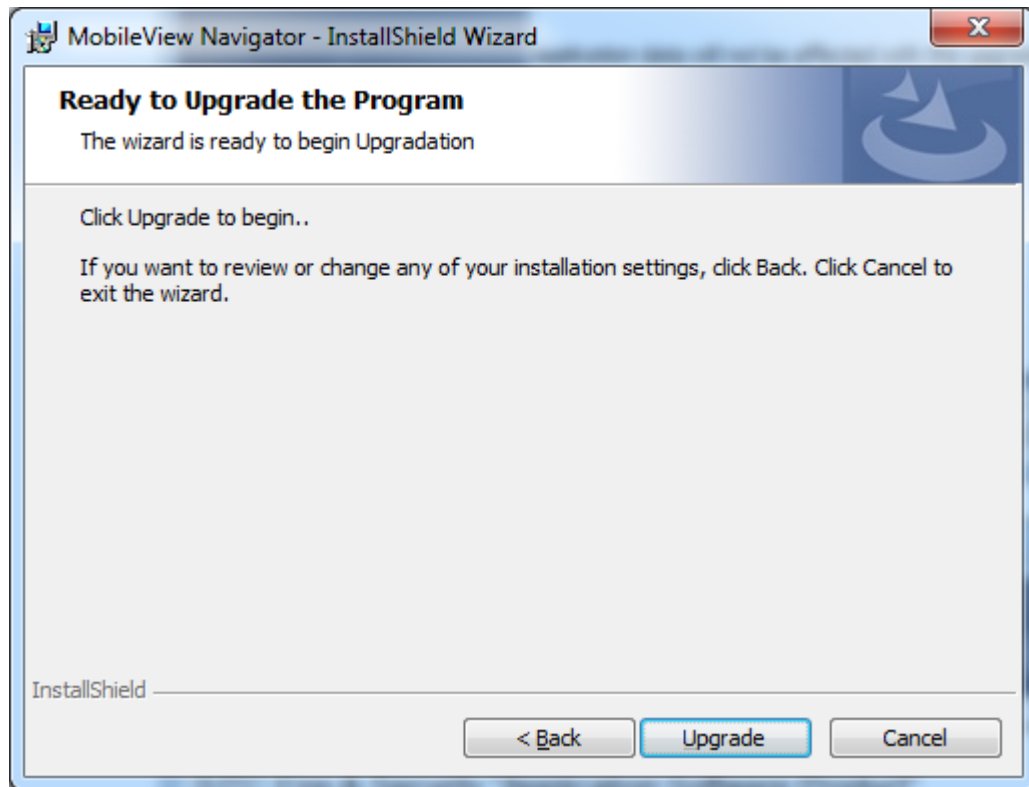 MobileView Navigator - InstallShield Wizard
Ready to Upgrade the Program
The wizard is ready to begin Upgradation
Click Upgrade to begin..
If you want to review or change any of your installation settings, click Back. Click Cancel to
exit the wizard.
InstallShield
< Back
Upgrade
Cancel